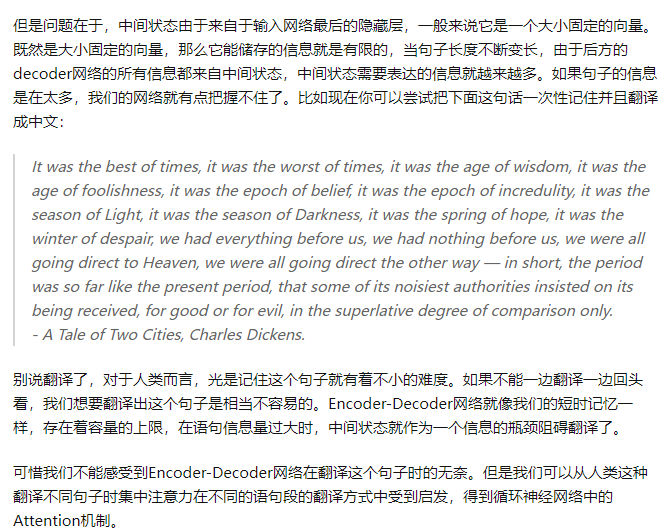 但是问题在于，中间状态由于来自于输入网络最后的隐藏层，一般来说它是一个大小固定的向量。
既然是大小固定的向量，那么它能储存的信息就是有限的，当句子长度不断变长，由于后方的
decoder网络的所有信息都来自中间状态，中间状态需要表达的信息就越来越多。如果句子的信息
是在太多，我们的网络就有点把握不住了。比如现在你可以尝试把下面这句话一次性记住并且翻译
成中文：
It was the best of times, it was the worst of times, it was the age of wisdom, it was the
age of foolishness, it was the epoch of belief, it was the epoch of incredulity, it was the
season of Light, it was the season of Darkness, it was the spring of hope, it was the
winter of despair, we had everything before us, we had nothing before us, we were all
going direct to Heaven, we were all going direct the other way — in short, the period
was so far like the present period, that some of its noisiest authorities insisted on its
being received, for good or for evil, in the superlative degree of comparison only.
- A Tale of Two Cities, Charles Dickens.
别说翻译了，对于人类而言，光是记住这个句子就有着不小的难度。如果不能一边翻译一边回头
看，我们想要翻译出这个句子是相当不容易的。Encoder-Decoder网络就像我们的短时记忆一
样，存在着容量的上限，在语句信息量过大时，中间状态就作为一个信息的瓶颈阻碍翻译了。
可惜我们不能感受到Encoder-Decoder网络在翻译这个句子时的无奈。但是我们可以从人类这种
翻译不同句子时集中注意力在不同的语句段的翻译方式中受到启发，得到循环神经网络中的
Attention机制。